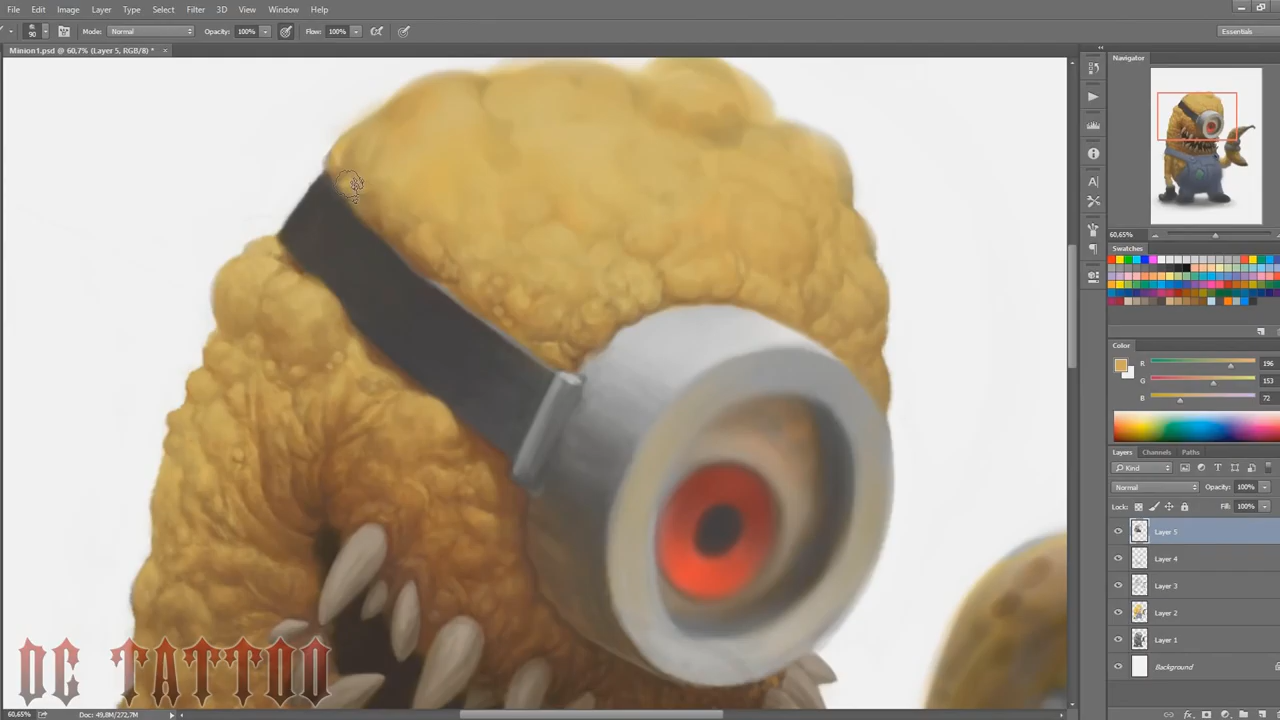 File Edit Image Layer Type Select Filter 3D View Window Help
90 Mode: Normal Opacity: 100% Flow: 100% Essentials
Minion1.psd @ 60,7% (Layer 5, RGB/8) * ×
Navigator
60,65%
Swatches
Color
R 196
G 153
B 72
Layers Channels Paths
Kind
Normal Opacity: 100%
Lock: Fill: 100%
Layer 5
Layer 4
Layer 3
Layer 2
Layer 1
Background
DC TATTOO
60,65% Doc: 49,8M/272,7M